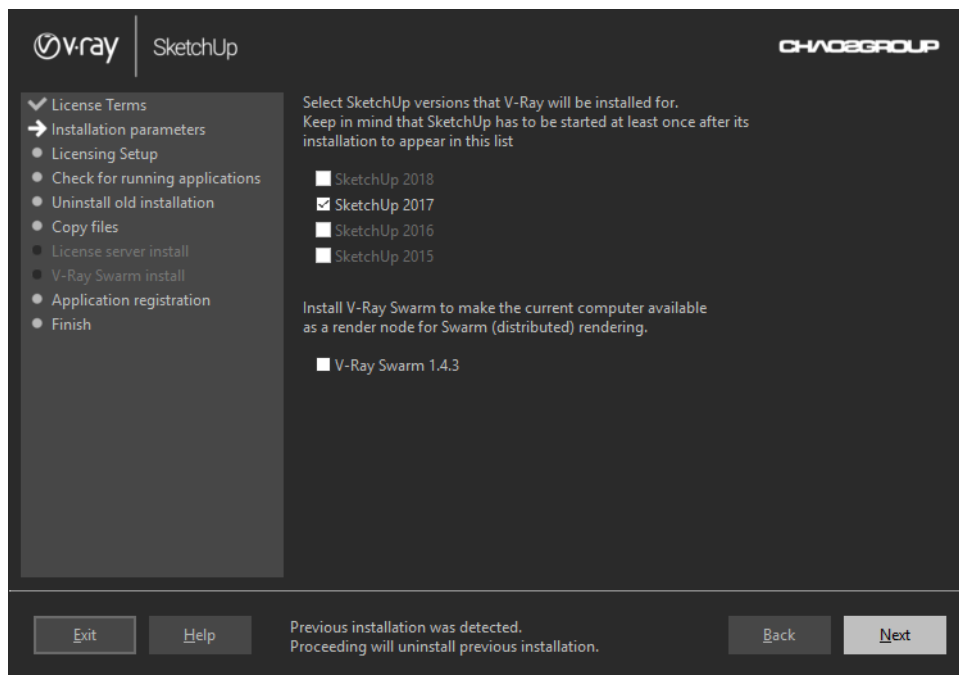 v·ray SketchUp
CHAOSGROUP
License Terms
Installation parameters
Licensing Setup
Check for running applications
Uninstall old installation
Copy files
License server install
V-Ray Swarm install
Application registration
Finish
Select SketchUp versions that V-Ray will be installed for.
Keep in mind that SketchUp has to be started at least once after its
installation to appear in this list
SketchUp 2018
SketchUp 2017
SketchUp 2016
SketchUp 2015
Install V-Ray Swarm to make the current computer available
as a render node for Swarm (distributed) rendering.
V-Ray Swarm 1.4.3
Exit
Help
Previous installation was detected.
Proceeding will uninstall previous installation.
Back
Next